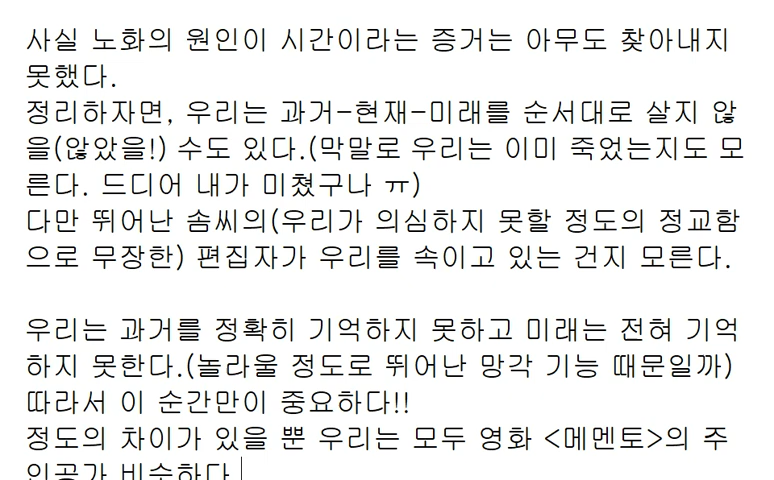 사실 노화의 원인이 시간이라는 증거는 아무도 찾아내지
못했다.
정리하자면, 우리는 과거-현재-미래를 순서대로 살지 않
을(않았을!) 수도 있다.(막말로 우리는 이미 죽었는지도 모
른다. 드디어 내가 미쳤구나 ㅠ)
다만 뛰어난 솜씨의(우리가 의심하지 못할 정도의 정교함
으로 무장한) 편집자가 우리를 속이고 있는 건지 모른다.
우리는 과거를 정확히 기억하지 못하고 미래는 전혀 기억
하지 못한다.(놀라울 정도로 뛰어난 망각 기능 때문일까)
따라서 이 순간만이 중요하다!!
정도의 차이가 있을 뿐 우리는 모두 영화 <메멘토>의 주
인공과 비슷하다